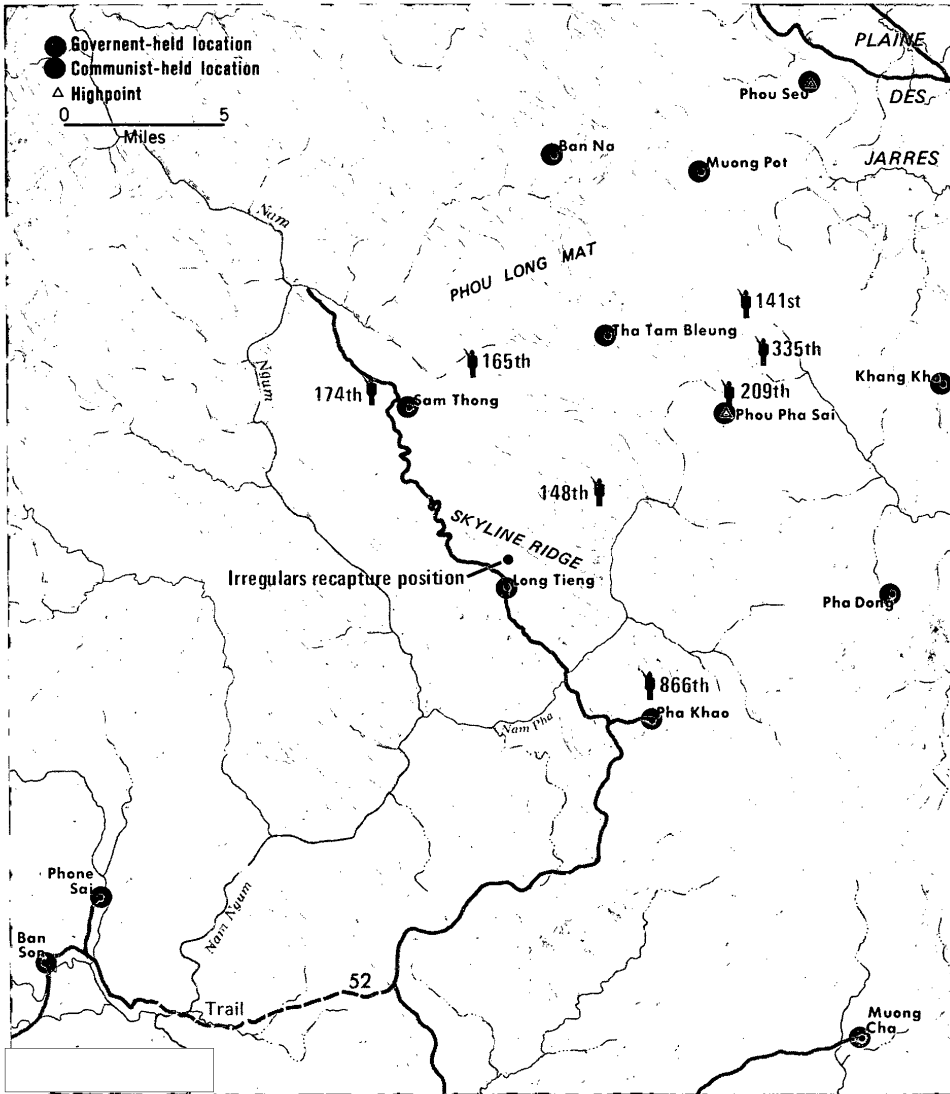 Governent-held location
Communist-held location
Highpoint
0 5
Miles
PLAINE
DES
JARRES
Phou Seu
Ban Na
Muong Pot
Nam
PHOU LONG MAT
141st
Tha Tam Bleung
335th
165th
Ngum
174th
Sam Thong
Khang Kho
209th
Phou Pha Sai
148th
SKYLINE RIDGE
Irregulars recapture position
Long Tieng
Pha Dong
866th
Pha Khao
Nam Pha
Phone
Sai
Nam Ngum
Ban
Son
52
Trail
Muong
Cha